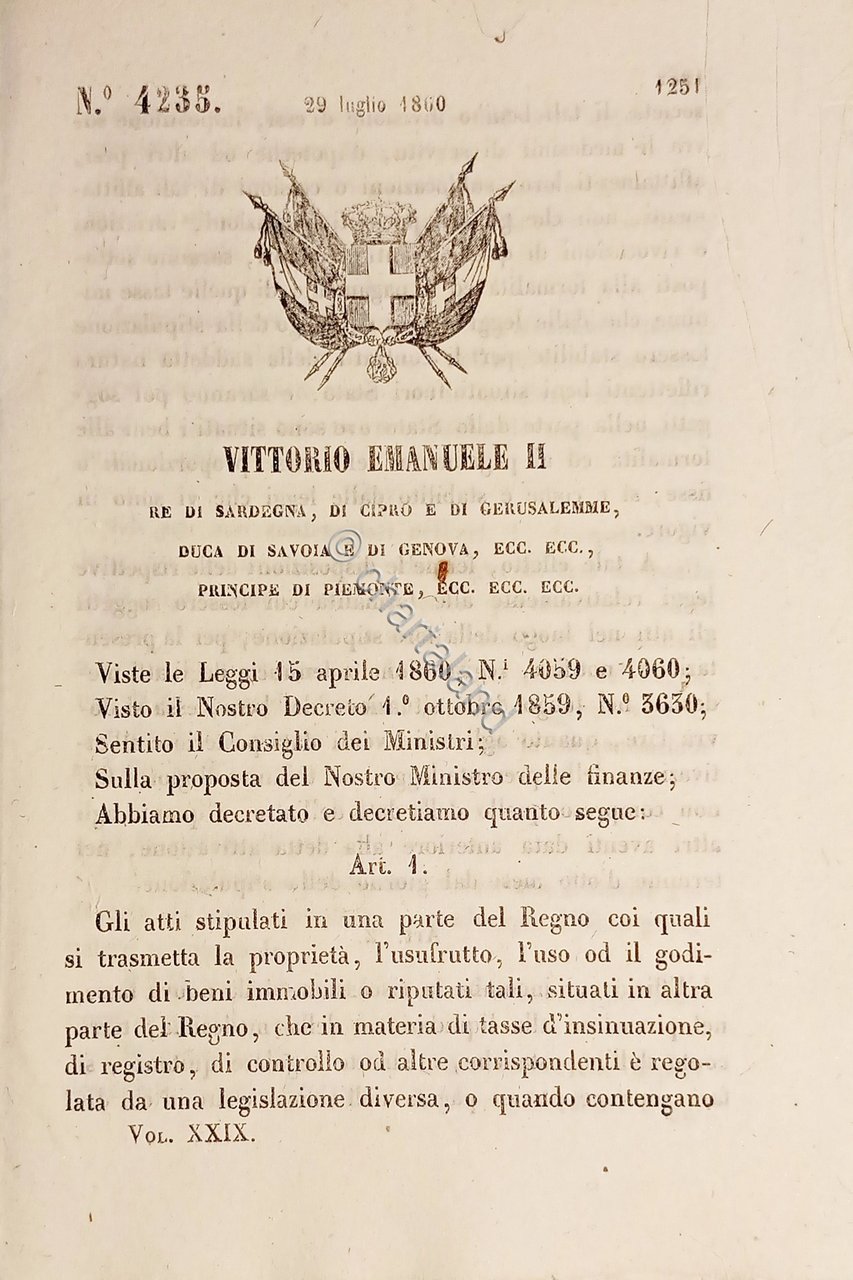 N.º 4235.
29 luglio 1860
1251
VITTORIO EMANUELE II
RE DI SARDEGNA, DI CIPRO E DI GERUSALEMME,
DUCA DI SAVOIA E DI GENOVA, ECC. ECC.,
PRINCIPE DI PIEMONTE, ECC. ECC. ECC.
Viste le Leggi 15 aprile 1860, N.i 4059 e 4060;
Visto il Nostro Decreto 1.º ottobre 1859, N.º 3630;
Sentito il Consiglio dei Ministri;
Sulla proposta del Nostro Ministro delle finanze;
Abbiamo decretato e decretiamo quanto segue:
Art. 1.
Gli atti stipulati in una parte del Regno coi quali
si trasmetta la proprietà, l'usufrutto, l'uso od il godi-
mento di beni immobili o riputati tali, situati in altra
parte del Regno, che in materia di tasse d'insinuazione,
di registro, di controllo od altre corrispondenti è rego-
lata da una legislazione diversa, o quando contengano
VOL. XXIX.
@chartaland